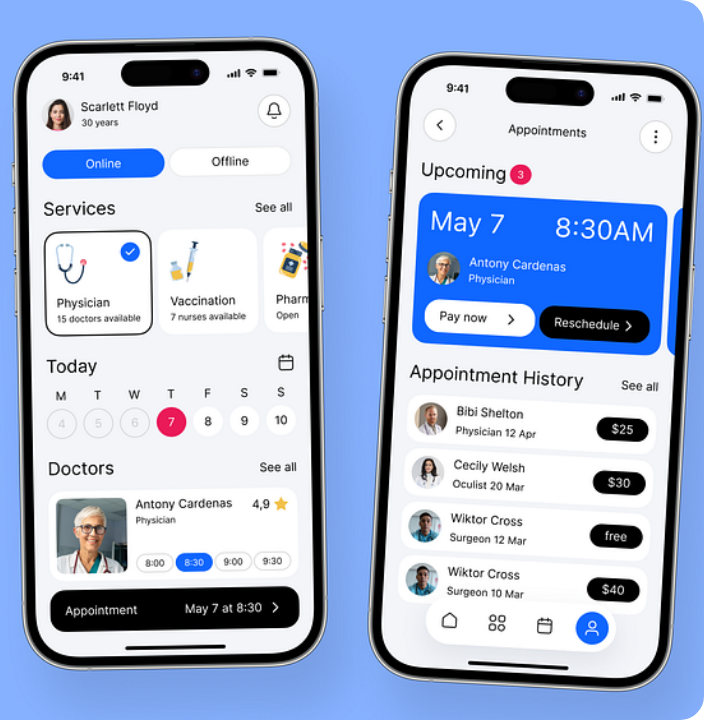 9:41
Scarlett Floyd
30 years
Online
Offline
Services
See all
Physician
15 doctors available
Vaccination
7 nurses available
Pharm
Open
Today
M T W T F S S
4 5 6 7 8 9 10
Doctors
See all
Antony Cardenas
4,9
Physician
8:00 8:30 9:00 9:30
Appointment
May 7 at 8:30
9:41
Appointments
Upcoming 3
May 7
8:30AM
Antony Cardenas
Physician
Pay now
Reschedule
Appointment History
See all
Bibi Shelton
Physician 12 Apr
$25
Cecily Welsh
Oculist 20 Mar
$30
Wiktor Cross
Surgeon 12 Mar
free
Wiktor Cross
Surgeon 10 Mar
$40